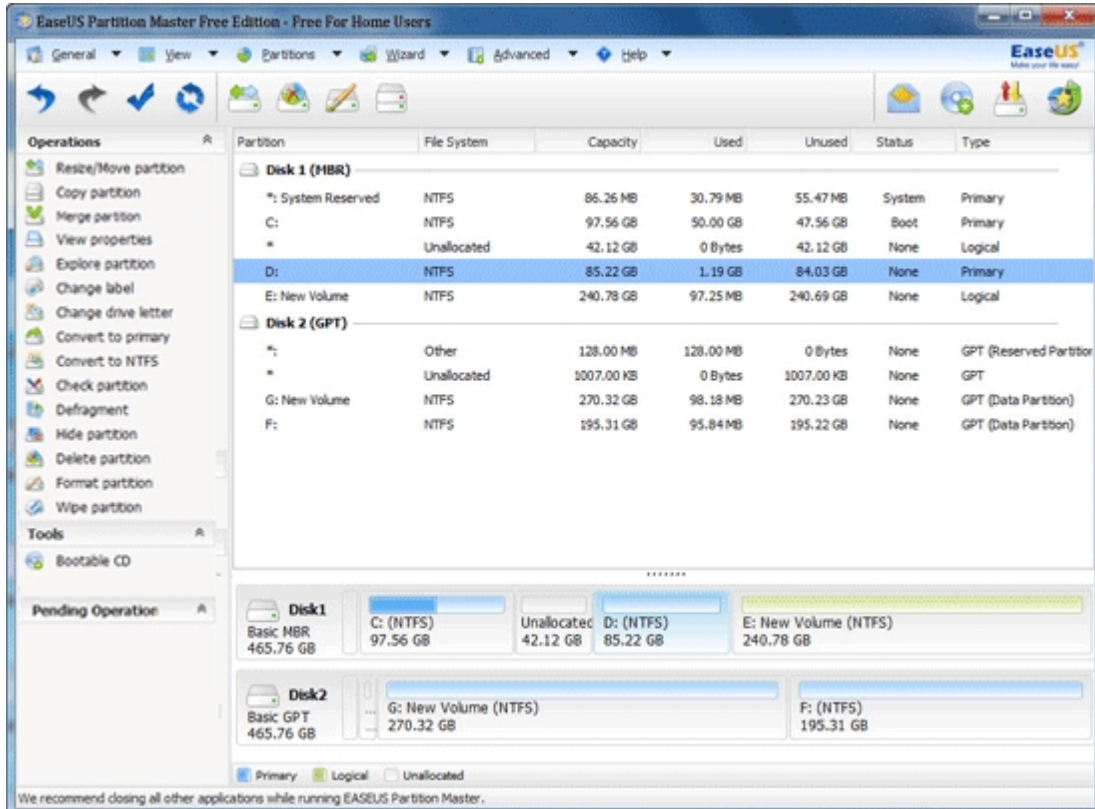 EaseUS Partition Master Free Edition - Free For Home Users
General View Partitions Wizard Advanced Help
EaseUS
Make your life easy!
Operations
Resize/Move partition
Copy partition
Merge partition
View properties
Explore partition
Change label
Change drive letter
Convert to primary
Convert to NTFS
Check partition
Defragment
Hide partition
Delete partition
Format partition
Wipe partition
Tools
Bootable CD
Pending Operation
Partition File System Capacity Used Unused Status Type
Disk 1 (MBR)
*: System Reserved NTFS 86.26 MB 30.79 MB 55.47 MB System Primary
C: NTFS 97.56 GB 50.00 GB 47.56 GB Boot Primary
* Unallocated 42.12 GB 0 Bytes 42.12 GB None Logical
D: NTFS 85.22 GB 1.19 GB 84.03 GB None Primary
E: New Volume NTFS 240.78 GB 97.25 MB 240.69 GB None Logical
Disk 2 (GPT)
*: Other 128.00 MB 128.00 MB 0 Bytes None GPT (Reserved Partition
* Unallocated 1007.00 KB 0 Bytes 1007.00 KB None GPT
G: New Volume NTFS 270.32 GB 98.18 MB 270.23 GB None GPT (Data Partition)
F: NTFS 195.31 GB 95.84 MB 195.22 GB None GPT (Data Partition)
Disk1
Basic MBR
465.76 GB
C: (NTFS)
97.56 GB
Unallocated
42.12 GB
D: (NTFS)
85.22 GB
E: New Volume (NTFS)
240.78 GB
Disk2
Basic GPT
465.76 GB
...
...
G: New Volume (NTFS)
270.32 GB
F: (NTFS)
195.31 GB
Primary Logical Unallocated
We recommend closing all other applications while running EASEUS Partition Master.